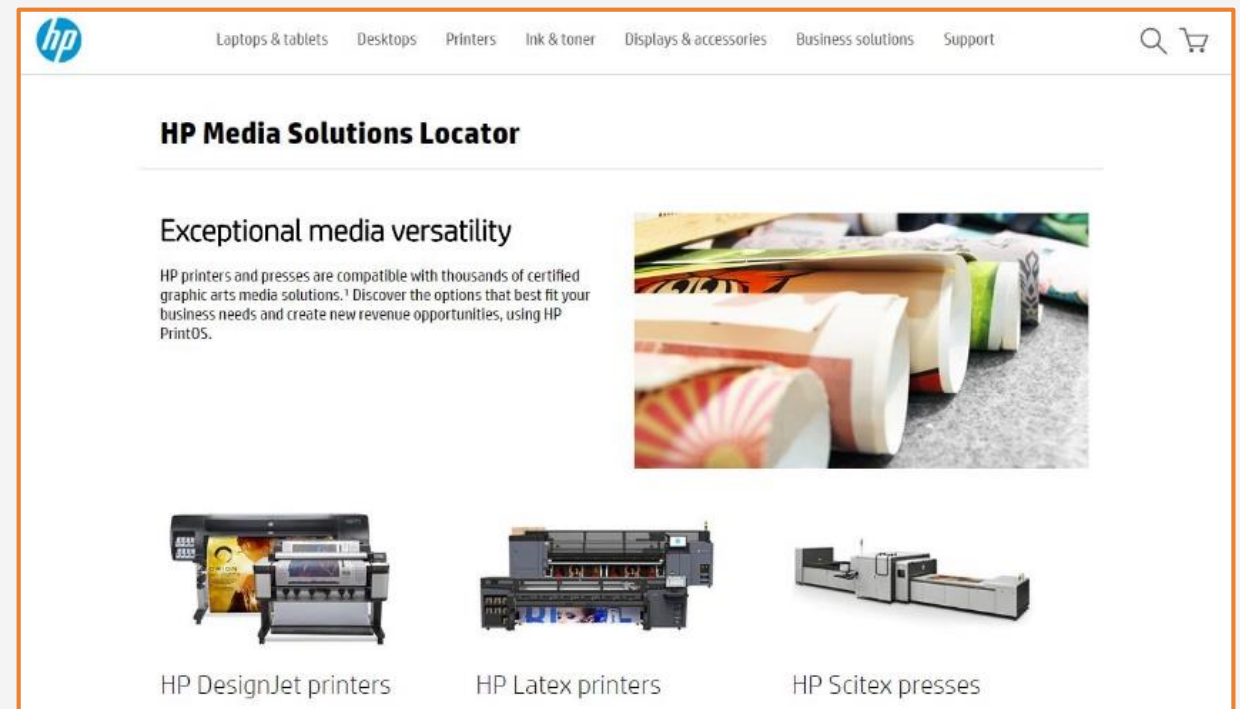 hp
Laptops & tablets Desktops Printers Ink & toner Displays & accessories Business solutions Support
HP Media Solutions Locator
Exceptional media versatility
HP printers and presses are compatible with thousands of certified
graphic arts media solutions.¹ Discover the options that best fit your
business needs and create new revenue opportunities, using HP
PrintOS.
HP DesignJet printers HP Latex printers HP Scitex presses